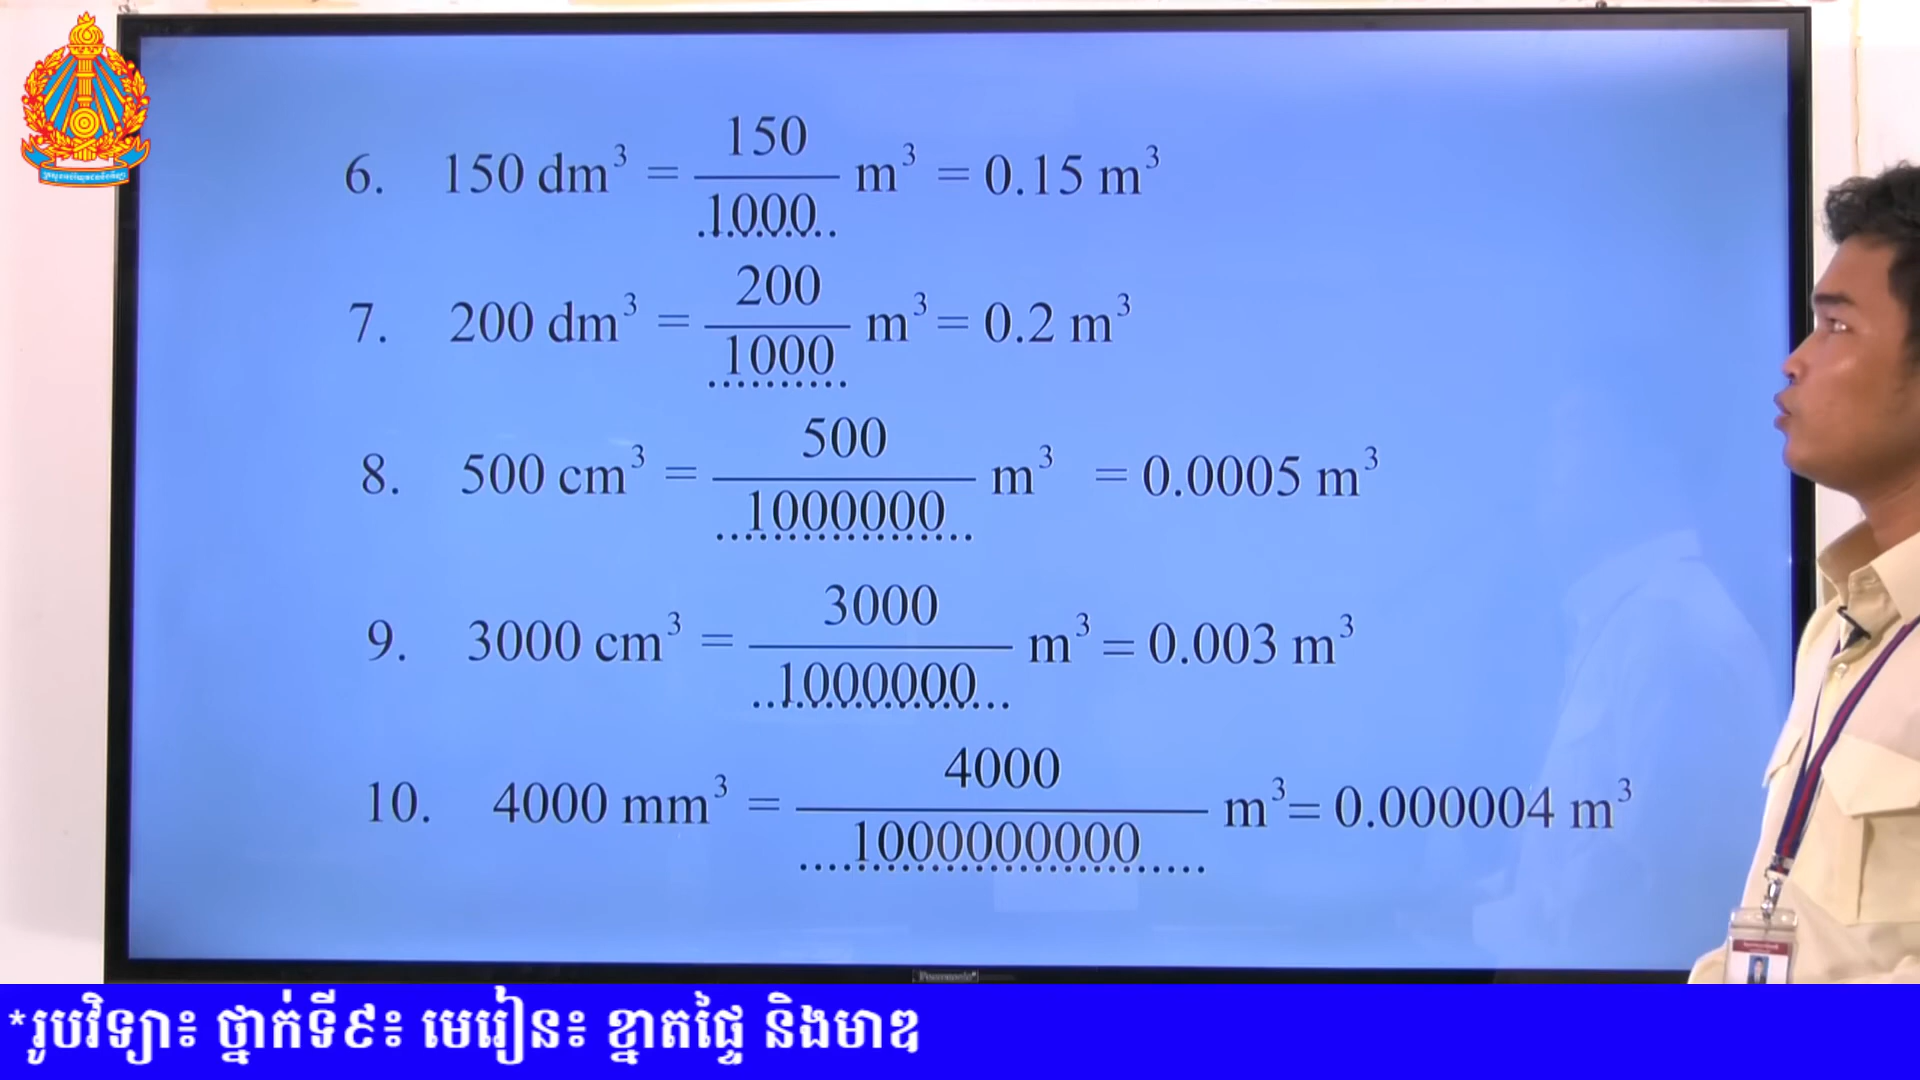 6. 150 dm³ = 150/1000 m³ = 0.15 m³
7. 200 dm³ = 200/1000 m³ = 0.2 m³
8. 500 cm³ = 500/1000000 m³ = 0.0005 m³
9. 3000 cm³ = 3000/1000000 m³ = 0.003 m³
10. 4000 mm³ = 4000/1000000000 m³ = 0.000004 m³
*រូបវិទ្យា៖ ថ្នាក់ទី៩៖ មេរៀន៖ ខ្នាតផ្ទៃ និងមាឌ